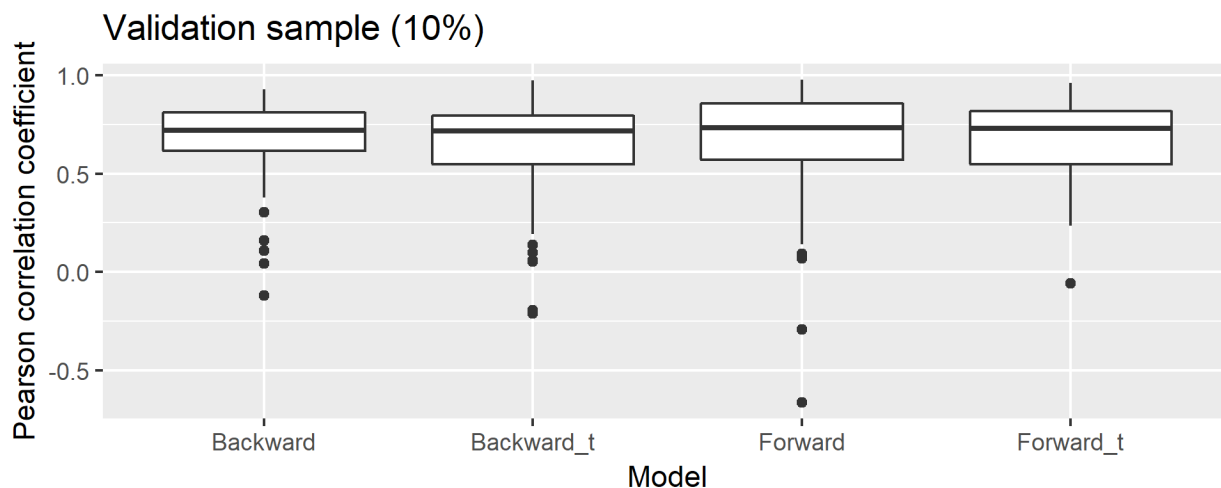 Validation sample (10%)
Pearson correlation coefficient
1.0
0.5
0.0
-0.5
Backward
Backward_t
Forward
Forward_t
Model